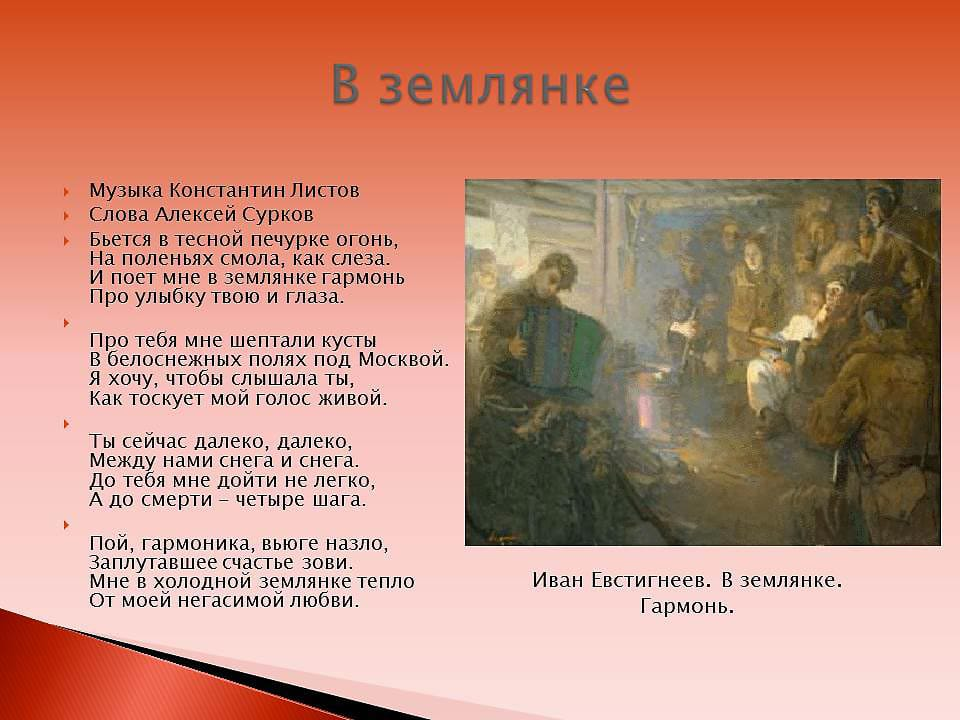 В землянке
Музыка Константин Листов
Слова Алексей Сурков
Бьется в тесной печурке огонь,
На поленьях смола, как слеза.
И поет мне в землянке гармонь
Про улыбку твою и глаза.
Про тебя мне шептали кусты
В белоснежных полях под Москвой.
Я хочу, чтобы слышала ты,
Как тоскует мой голос живой.
Ты сейчас далеко, далеко,
Между нами снега и снега.
До тебя мне дойти не легко,
А до смерти – четыре шага.
Пой, гармоника, вьюге назло,
Заплутавшее счастье зови.
Мне в холодной землянке тепло
От моей негасимой любви.
Иван Евстигнеев. В землянке.
Гармонь.